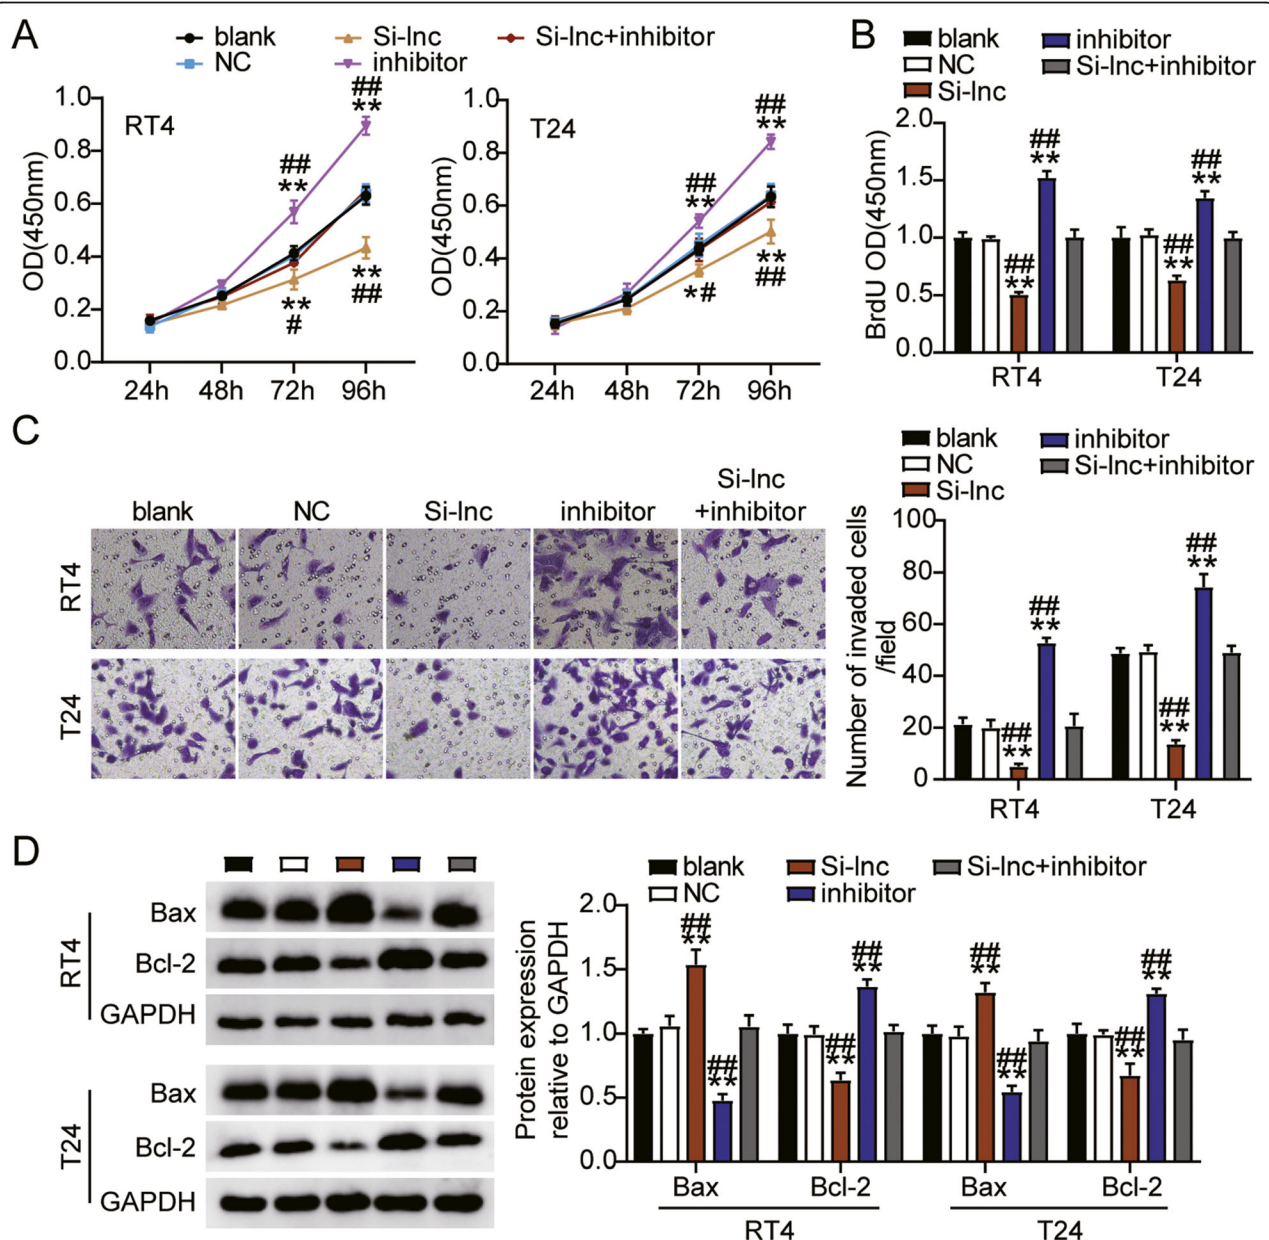 A
blank
Si-lnc
Si-lnc+inhibitor
NC
inhibitor
OD(450nm)
1.0
0.8
0.6
0.4
0.2
0.0
RT4
##
**
##
**
**
#
**
##
24h
48h
72h
96h
OD(450nm)
1.0
0.8
0.6
0.4
0.2
0.0
T24
##
**
##
**
*#
**
##
24h
48h
72h
96h
B
blank
inhibitor
NC
Si-lnc+inhibitor
Si-lnc
BrdU OD(450nm)
2.0
1.5
1.0
0.5
0.0
##
**
##
**
##
**
##
**
RT4
T24
C
blank
NC
Si-lnc
inhibitor
Si-lnc
+inhibitor
RT4
T24
blank
inhibitor
NC
Si-lnc+inhibitor
Si-lnc
Number of invaded cells
/field
100
80
60
40
20
0
##
**
##
**
##
**
##
**
RT4
T24
D
RT4
Bax
Bcl-2
GAPDH
T24
Bax
Bcl-2
GAPDH
blank
Si-lnc
Si-lnc+inhibitor
NC
inhibitor
Protein expression
relative to GAPDH
2.0
1.5
1.0
0.5
0.0
##
**
##
**
##
**
##
**
##
**
##
**
##
**
##
**
Bax
Bcl-2
Bax
Bcl-2
RT4
T24